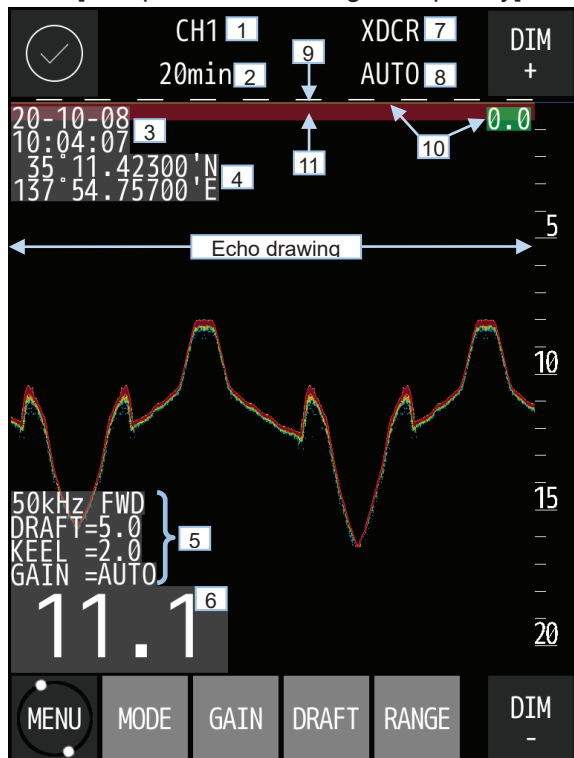 CH1 1
XDCR 7
DIM
+
20min 2
9
AUTO 8
20-10-08
10:04:07
3
0.0
35°11.42300'N
137°54.75700'E
4
11
10
5
Echo drawing
10
15
50kHz FWD
DRAFT=5.0
KEEL =2.0
GAIN =AUTO
5
11.1
6
20
MENU
MODE
GAIN
DRAFT
RANGE
DIM
-